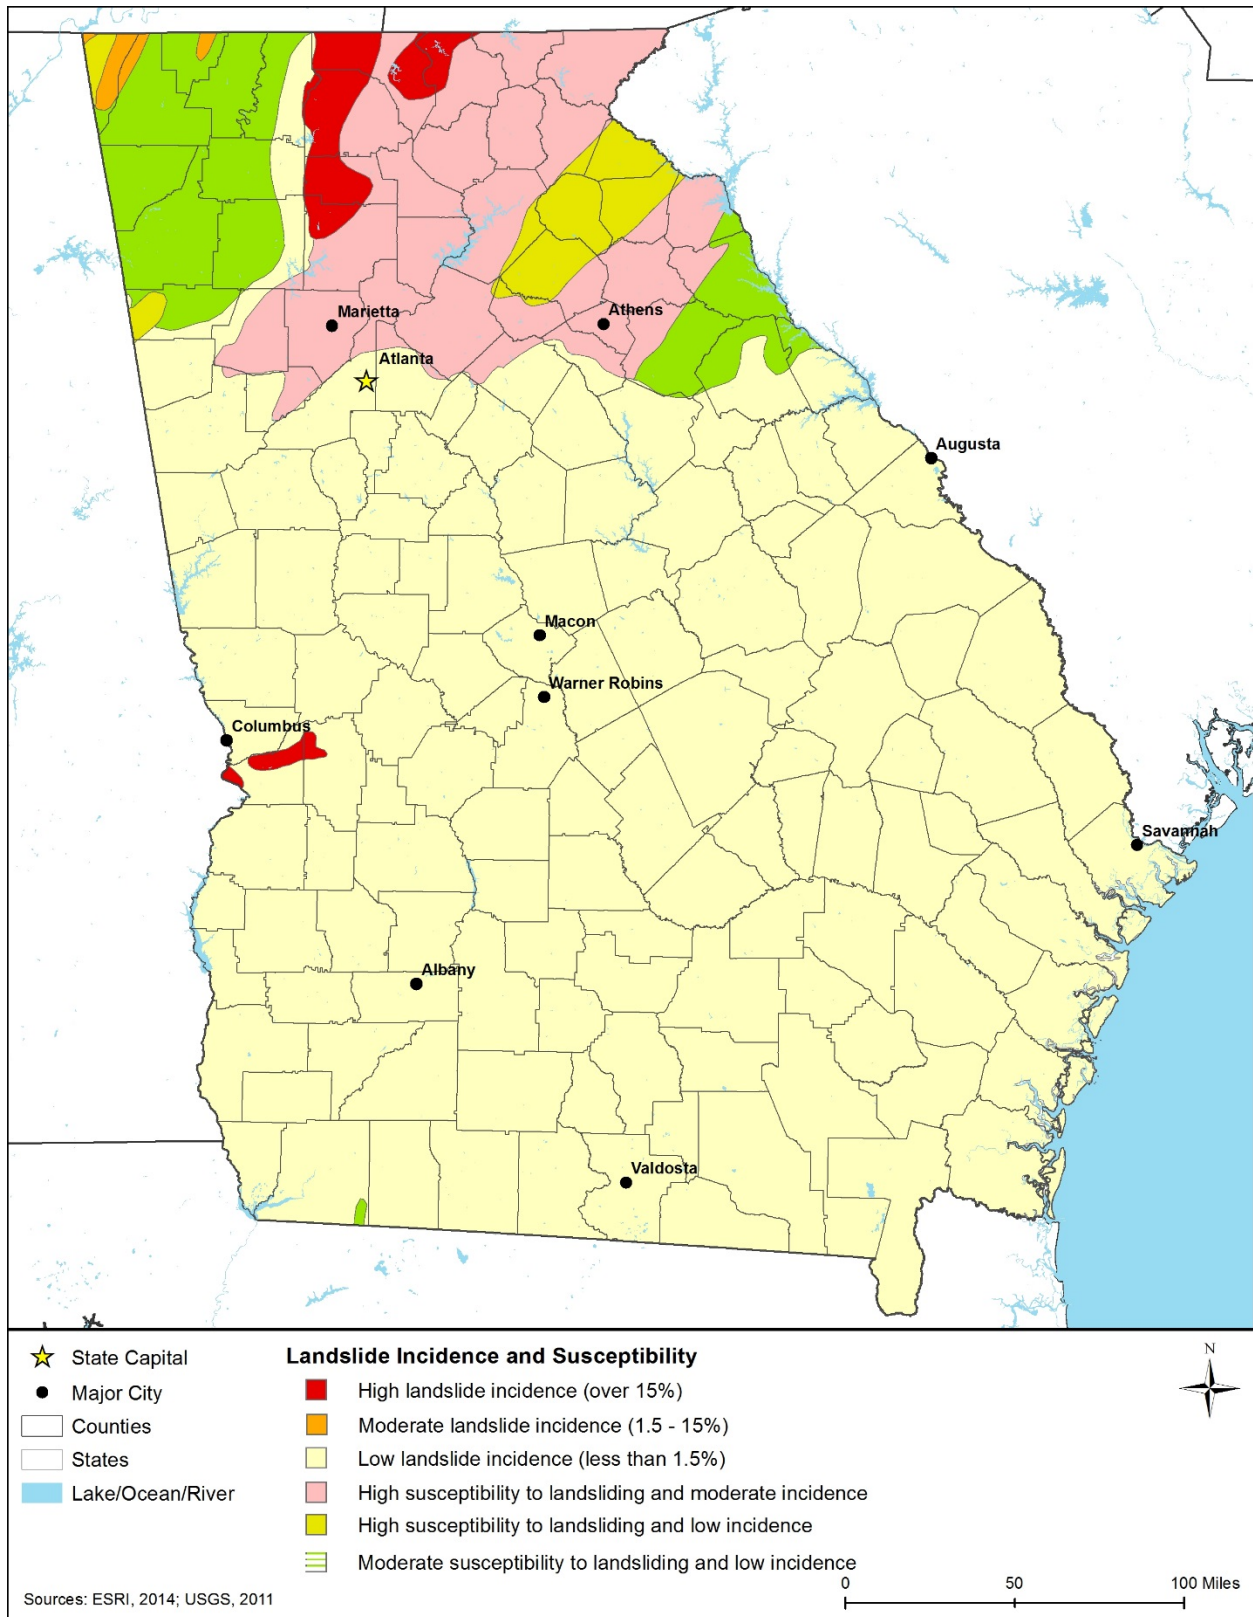 Marietta
Athens
Atlanta
Augusta
Macon
Warner Robins
Columbus
Savannah
Albany
Valdosta
State Capital
Major City
Counties
States
Lake/Ocean/River
Landslide Incidence and Susceptibility
High landslide incidence (over 15%)
Moderate landslide incidence (1.5 - 15%)
Low landslide incidence (less than 1.5%)
High susceptibility to landsliding and moderate incidence
High susceptibility to landsliding and low incidence
Moderate susceptibility to landsliding and low incidence
N
Sources: ESRI, 2014; USGS, 2011
0 50 100 Miles